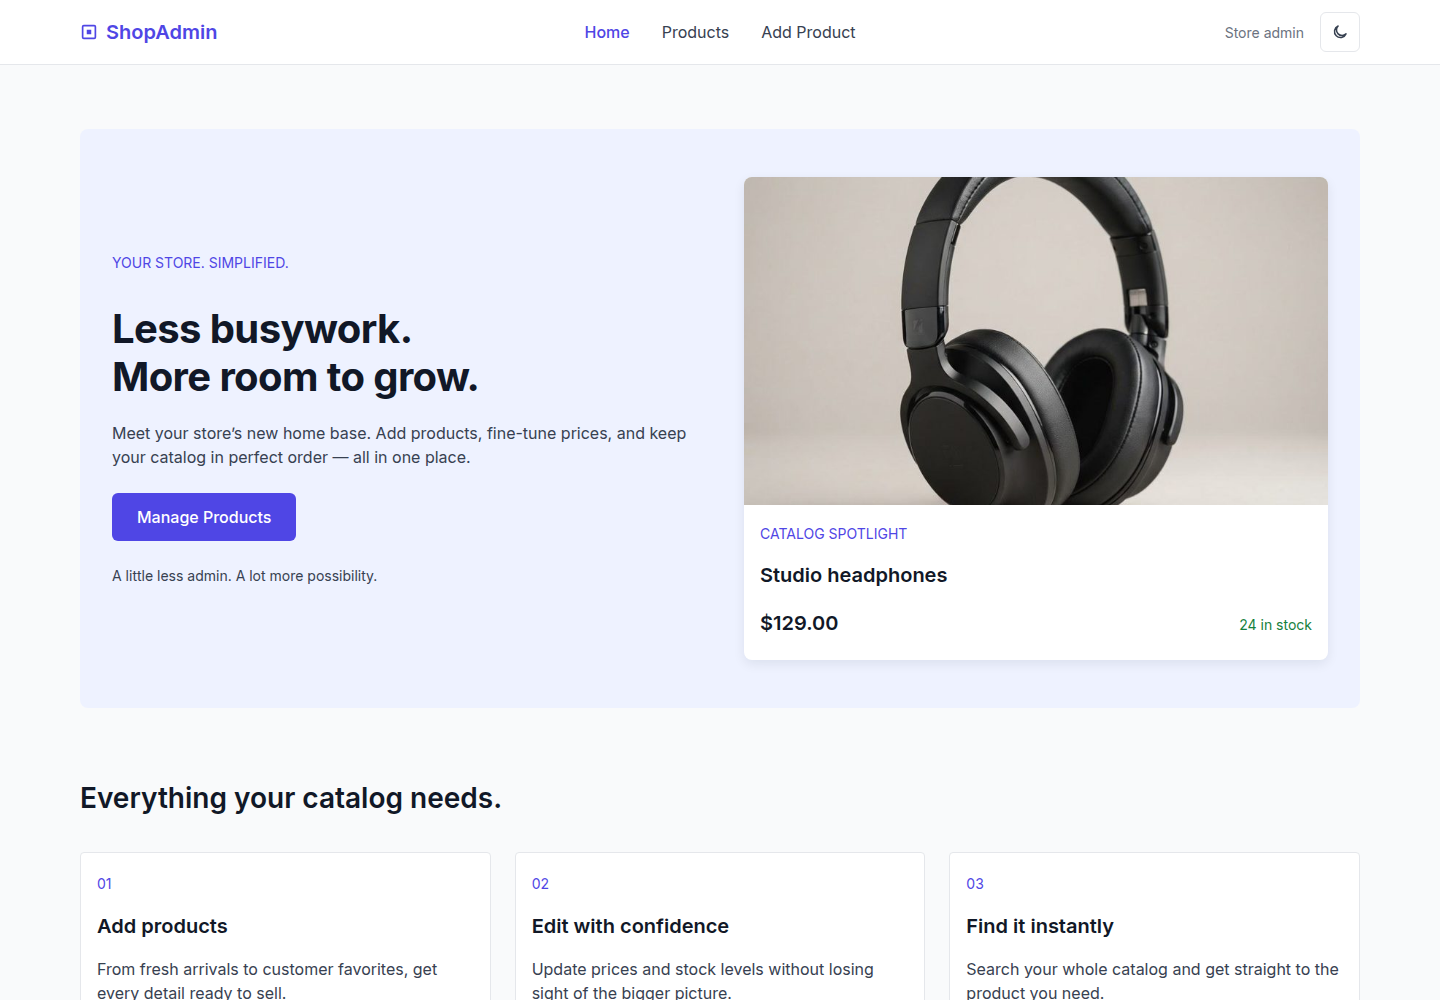 ShopAdmin
Home
Products
Add Product
Store admin
YOUR STORE. SIMPLIFIED.
Less busywork.
More room to grow.
Meet your store’s new home base. Add products, fine-tune prices, and keep
your catalog in perfect order — all in one place.
Manage Products
A little less admin. A lot more possibility.
CATALOG SPOTLIGHT
Studio headphones
$129.00
24 in stock
Everything your catalog needs.
01
Add products
From fresh arrivals to customer favorites, get
every detail ready to sell.
02
Edit with confidence
Update prices and stock levels without losing
sight of the bigger picture.
03
Find it instantly
Search your whole catalog and get straight to the
product you need.